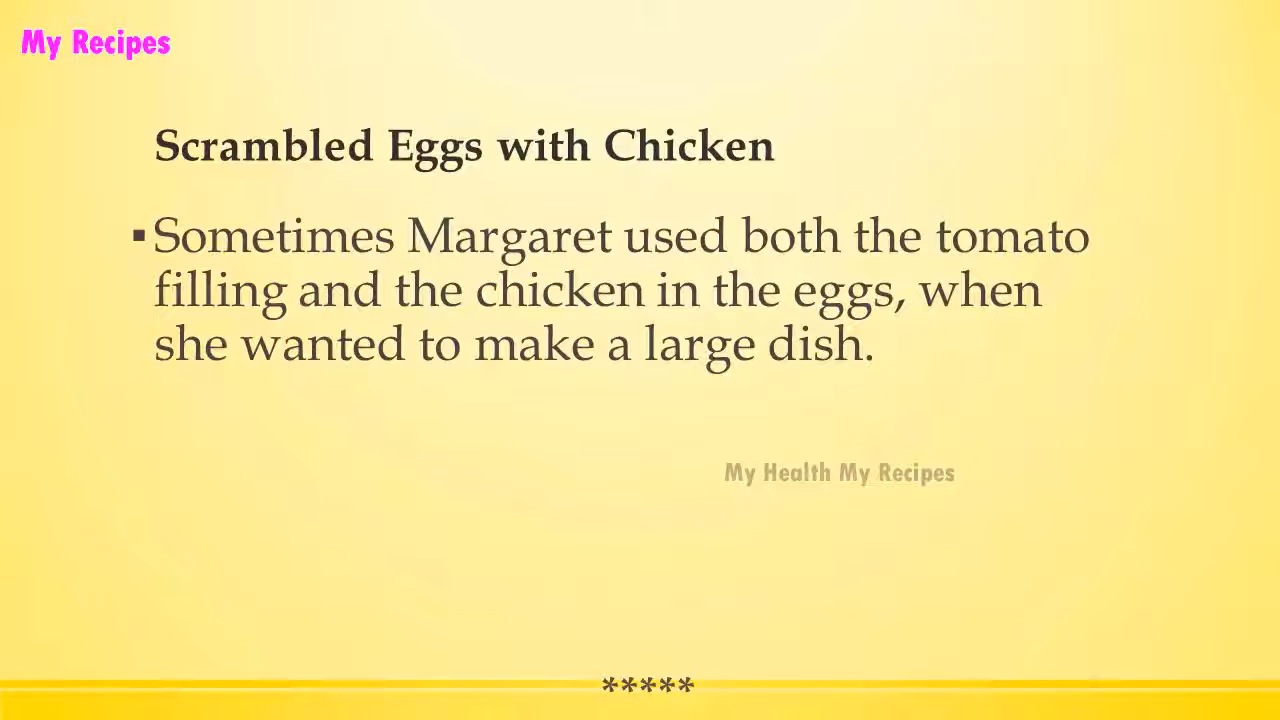 My Recipes
Scrambled Eggs with Chicken
▪Sometimes Margaret used both the tomato
filling and the chicken in the eggs, when
she wanted to make a large dish.
My Health My Recipes
*****